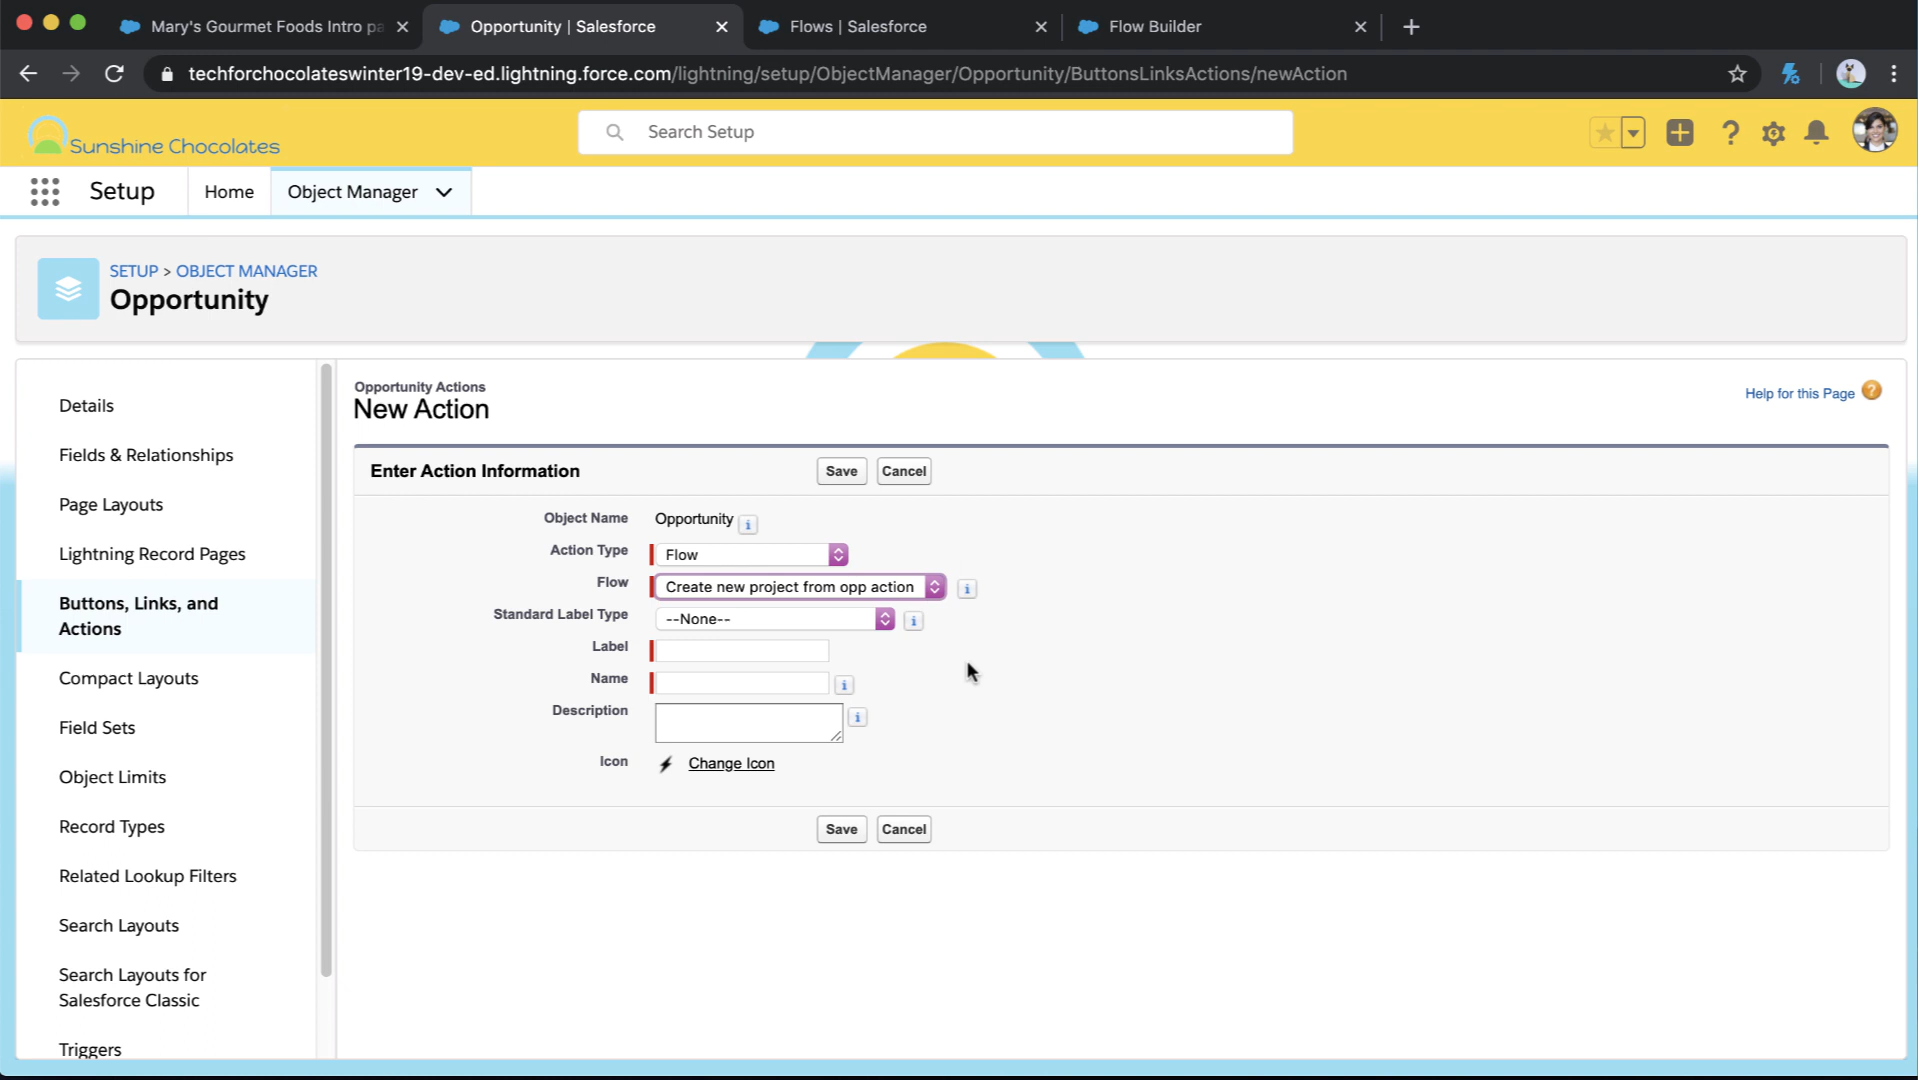 Mary's Gourmet Foods Intro pa
Opportunity | Salesforce
Flows | Salesforce
Flow Builder
techforchocolateswinter19-dev-ed.lightning.force.com/lightning/setup/ObjectManager/Opportunity/ButtonsLinksActions/newAction
Sunshine Chocolates
Search Setup
Setup
Home
Object Manager
SETUP > OBJECT MANAGER
Opportunity
Details
Fields & Relationships
Page Layouts
Lightning Record Pages
Buttons, Links, and
Actions
Compact Layouts
Field Sets
Object Limits
Record Types
Related Lookup Filters
Search Layouts
Search Layouts for
Salesforce Classic
Triggers
Opportunity Actions
New Action
Help for this Page
Enter Action Information
Save
Cancel
Object Name
Opportunity
Action Type
Flow
Flow
Create new project from opp action
Standard Label Type
--None--
Label
Name
Description
Icon
Change Icon
Save
Cancel